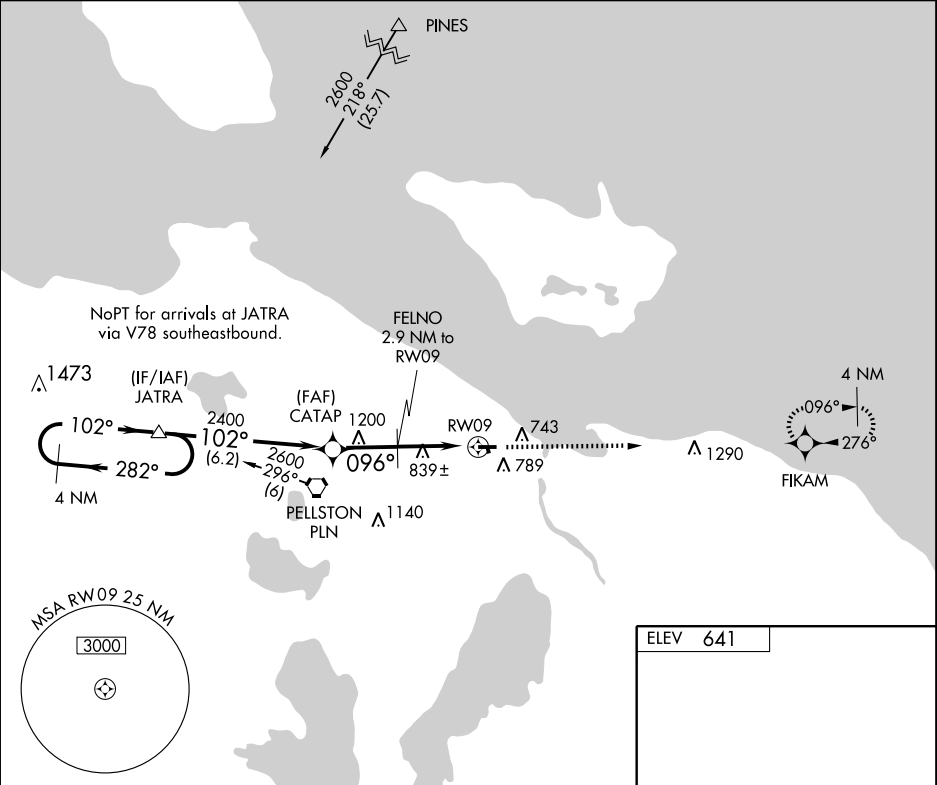 PINES
2600
218°
(25.7)
NoPT for arrivals at JATRA
via V78 southeastbound.
FELNO
2.9 NM to
RW09
1473
(IF/IAF)
JATRA
(FAF)
CATAP
1200
4 NM
102°
2400
102°
(6.2)
RW09
743
096°
276°
282°
4 NM
2600
296°
(6)
096°
839±
789
1290
FIKAM
PELLSTON
PLN
1140
MSA RW09 25 NM
3000
ELEV 641